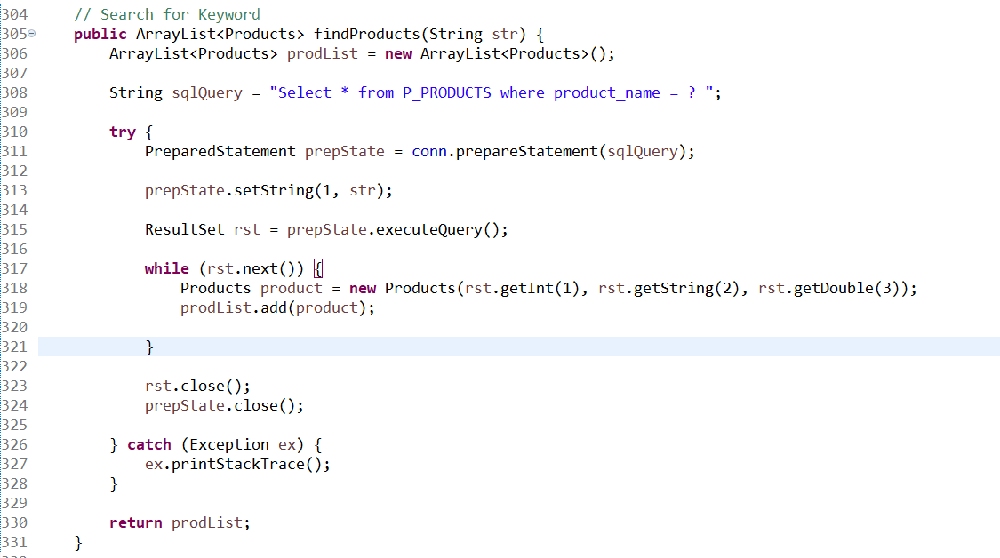 304 // Search for Keyword
305 public ArrayList<Products> findProducts(String str) {
306 ArrayList<Products> prodList = new ArrayList<Products>();
307
308 String sqlQuery = "Select * from P_PRODUCTS where product_name = ? ";
309
310 try {
311 PreparedStatement prepState = conn.prepareStatement(sqlQuery);
312
313 prepState.setString(1, str);
314
315 ResultSet rst = prepState.executeQuery();
316
317 while (rst.next()) {
318 Products product = new Products(rst.getInt(1), rst.getString(2), rst.getDouble(3));
319 prodList.add(product);
320
321 }
322
323 rst.close();
324 prepState.close();
325
326 } catch (Exception ex) {
327 ex.printStackTrace();
328 }
329
330 return prodList;
331 }